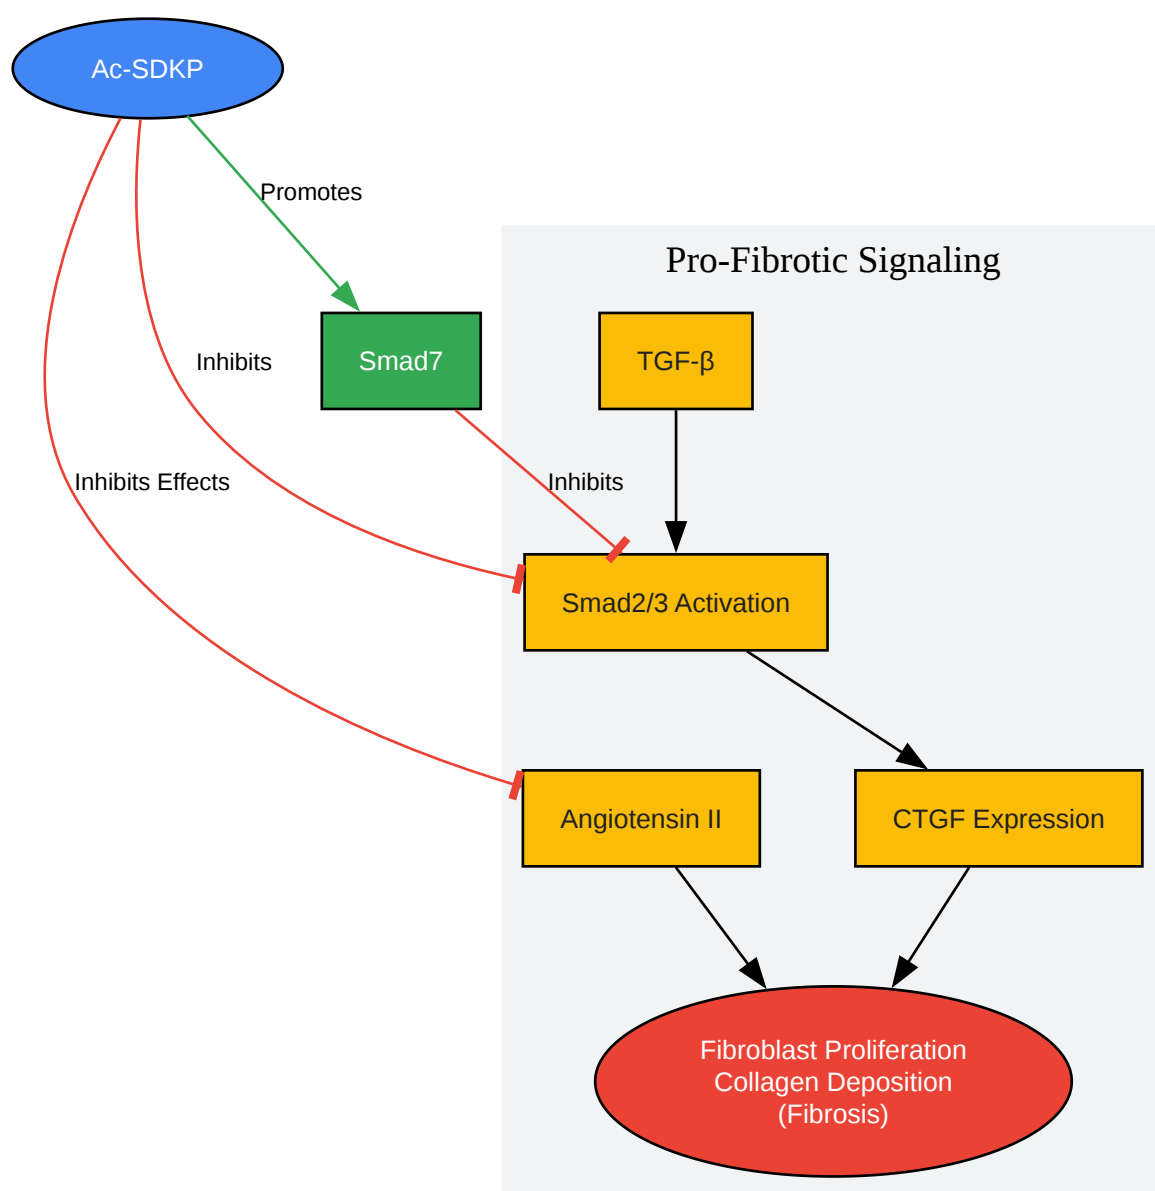 Ac-SDKP
Promotes
Pro-Fibrotic Signaling
Smad7
TGF-β
Inhibits
Inhibits Effects
Inhibits
Smad2/3 Activation
Angiotensin II
CTGF Expression
Fibroblast Proliferation
Collagen Deposition
(Fibrosis)